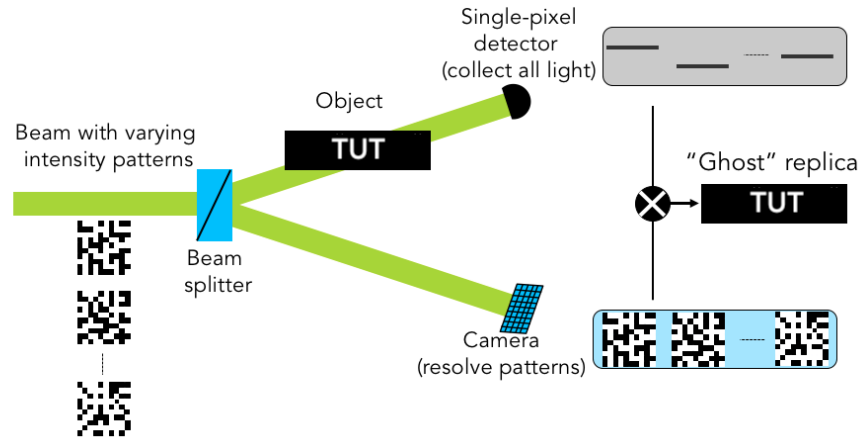 Single-pixel
detector
(collect all light)
Object
TUT
Beam with varying
intensity patterns
"Ghost" replica
TUT
Beam
splitter
Camera
(resolve patterns)